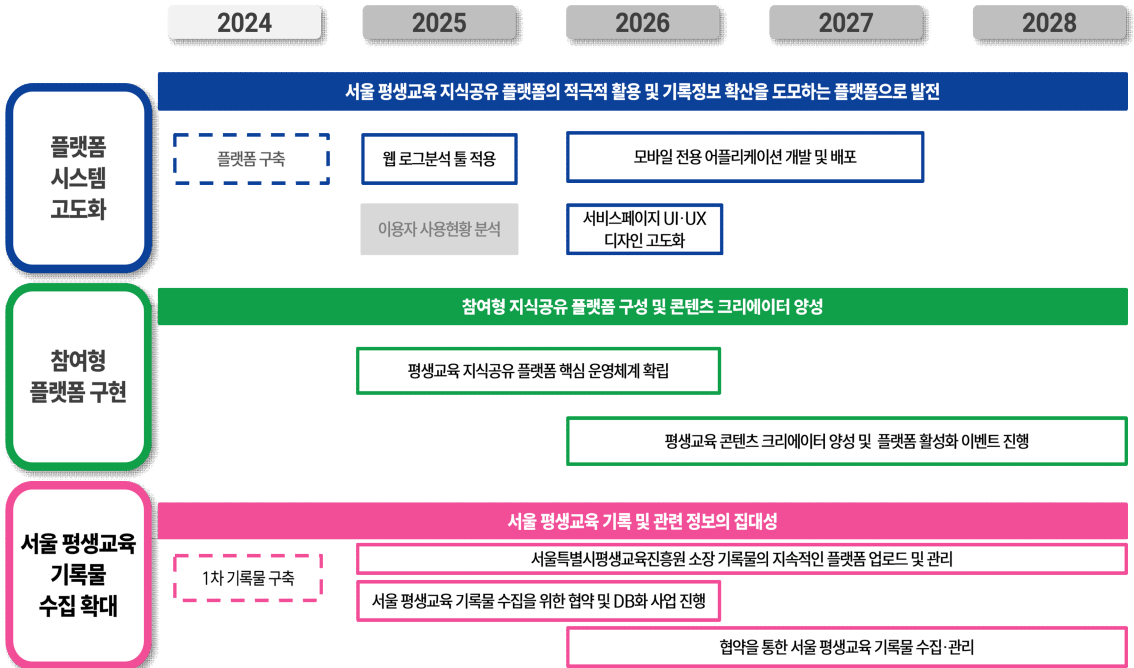 2024
2025
2026
2027
2028
플랫폼
시스템
고도화
서울 평생교육 지식공유 플랫폼의 적극적 활용 및 기록정보 확산을 도모하는 플랫폼으로 발전
플랫폼 구축
웹 로그분석 툴 적용
모바일 전용 어플리케이션 개발 및 배포
이용자 사용현황 분석
서비스페이지 UI·UX
디자인 고도화
참여형
플랫폼 구현
참여형 지식공유 플랫폼 구성 및 콘텐츠 크리에이터 양성
평생교육 지식공유 플랫폼 핵심 운영체계 확립
평생교육 콘텐츠 크리에이터 양성 및 플랫폼 활성화 이벤트 진행
서울 평생교육
기록물
수집 확대
서울 평생교육 기록 및 관련 정보의 집대성
1차 기록물 구축
서울특별시평생교육진흥원 소장 기록물의 지속적인 플랫폼 업로드 및 관리
서울 평생교육 기록물 수집을 위한 협약 및 DB화 사업 진행
협약을 통한 서울 평생교육 기록물 수집·관리